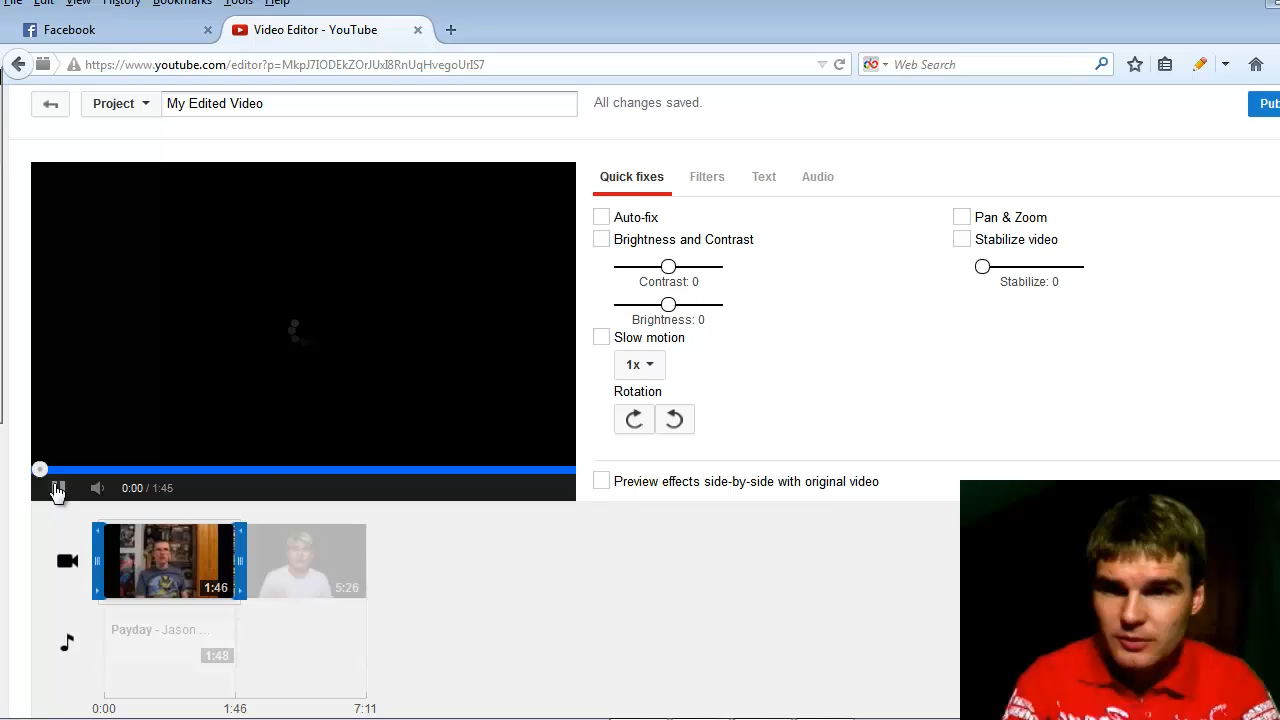 File Edit View History Bookmarks Tools Help
Facebook
Video Editor - YouTube
https://www.youtube.com/editor?p=MkpJ7IODEkZOrJUxI8RnUqHvegoUrIS7
Web Search
Project
My Edited Video
All changes saved.
Pub
Quick fixes
Filters
Text
Audio
Auto-fix
Pan & Zoom
Brightness and Contrast
Stabilize video
Contrast: 0
Stabilize: 0
Brightness: 0
Slow motion
1x
Rotation
Preview effects side-by-side with original video
0:00 / 1:45
1:46
5:26
Payday - Jason ...
1:48
0:00
1:46
7:11